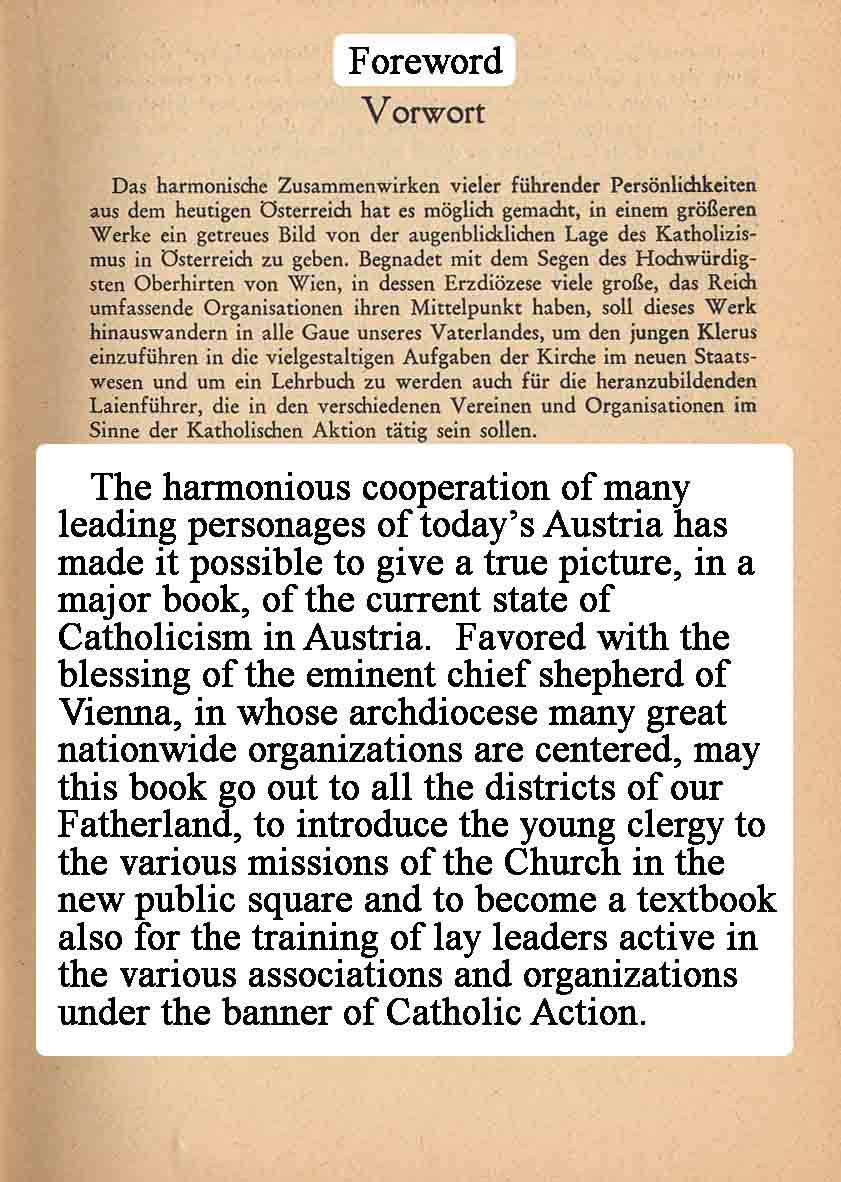 Foreword
Vorwort
Das harmonische Zusammenwirken vieler führender Persönlichkeiten
aus dem heutigen Österreich hat es möglich gemacht, in einem größeren
Werke ein getreues Bild von der augenblicklichen Lage des Katholizis-
mus in Österreich zu geben. Begnadet mit dem Segen des Hochwürdig-
sten Oberhirten von Wien, in dessen Erzdiözese viele große, das Reich
umfassende Organisationen ihren Mittelpunkt haben, soll dieses Werk
hinauswandern in alle Gaue unseres Vaterlandes, um den jungen Klerus
einzuführen in die vielgestaltigen Aufgaben der Kirche im neuen Staats-
wesen und um ein Lehrbuch zu werden auch für die heranzubildenden
Laienführer, die in den verschiedenen Vereinen und Organisationen im
Sinne der Katholischen Aktion tätig sein sollen.
The harmonious cooperation of many
leading personages of today’s Austria has
made it possible to give a true picture, in a
major book, of the current state of
Catholicism in Austria.  Favored with the
blessing of the eminent chief shepherd of
Vienna, in whose archdiocese many great
nationwide organizations are centered, may
this book go out to all the districts of our
Fatherland, to introduce the young clergy to
the various missions of the Church in the
new public square and to become a textbook
also for the training of lay leaders active in
the various associations and organizations
under the banner of Catholic Action.